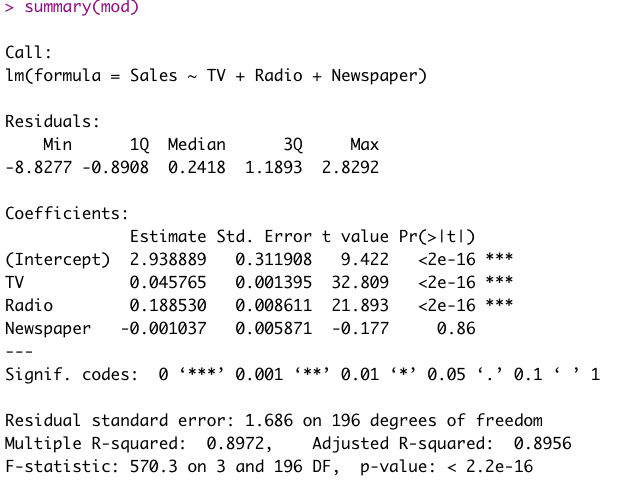 > summary(mod)
Call:
lm(formula = Sales ~ TV + Radio + Newspaper)
Residuals:
    Min      1Q  Median      3Q     Max
-8.8277 -0.8908  0.2418  1.1893  2.8292
Coefficients:
             Estimate Std. Error t value Pr(>|t|)
(Intercept)  2.938889   0.311908   9.422   <2e-16 ***
TV           0.045765   0.001395  32.809   <2e-16 ***
Radio        0.188530   0.008611  21.893   <2e-16 ***
Newspaper   -0.001037   0.005871  -0.177     0.86
---
Signif. codes:  0 ‘***’ 0.001 ‘**’ 0.01 ‘*’ 0.05 ‘.’ 0.1 ‘ ’ 1
Residual standard error: 1.686 on 196 degrees of freedom
Multiple R-squared:  0.8972,    Adjusted R-squared:  0.8956
F-statistic: 570.3 on 3 and 196 DF,  p-value: < 2.2e-16